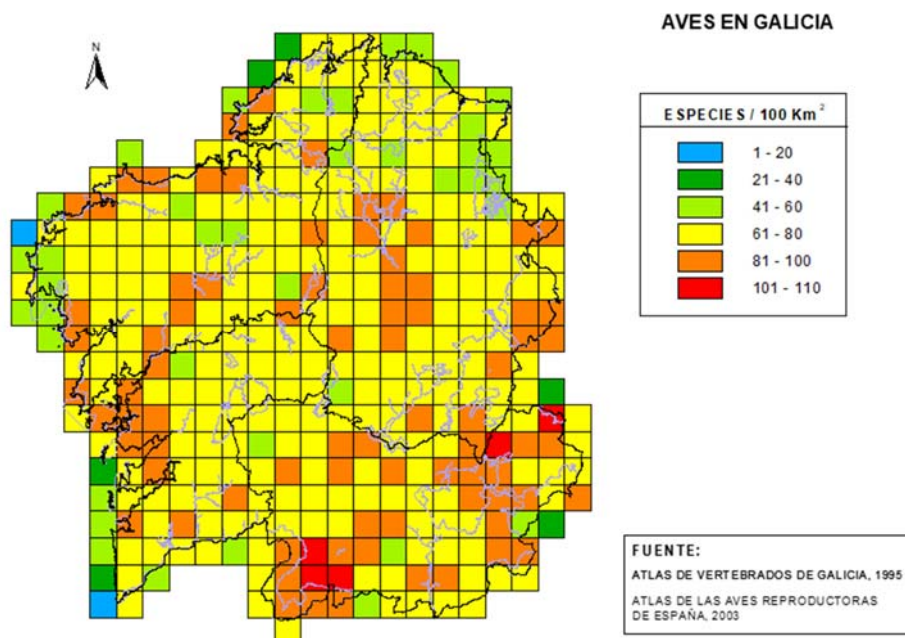 AVES EN GALICIA
N
ESPECIES / 100 Km²
1 - 20
21 - 40
41 - 60
61 - 80
81 - 100
101 - 110
FUENTE:
ATLAS DE VERTEBRADOS DE GALICIA, 1995
ATLAS DE LAS AVES REPRODUCTORAS
DE ESPAÑA, 2003